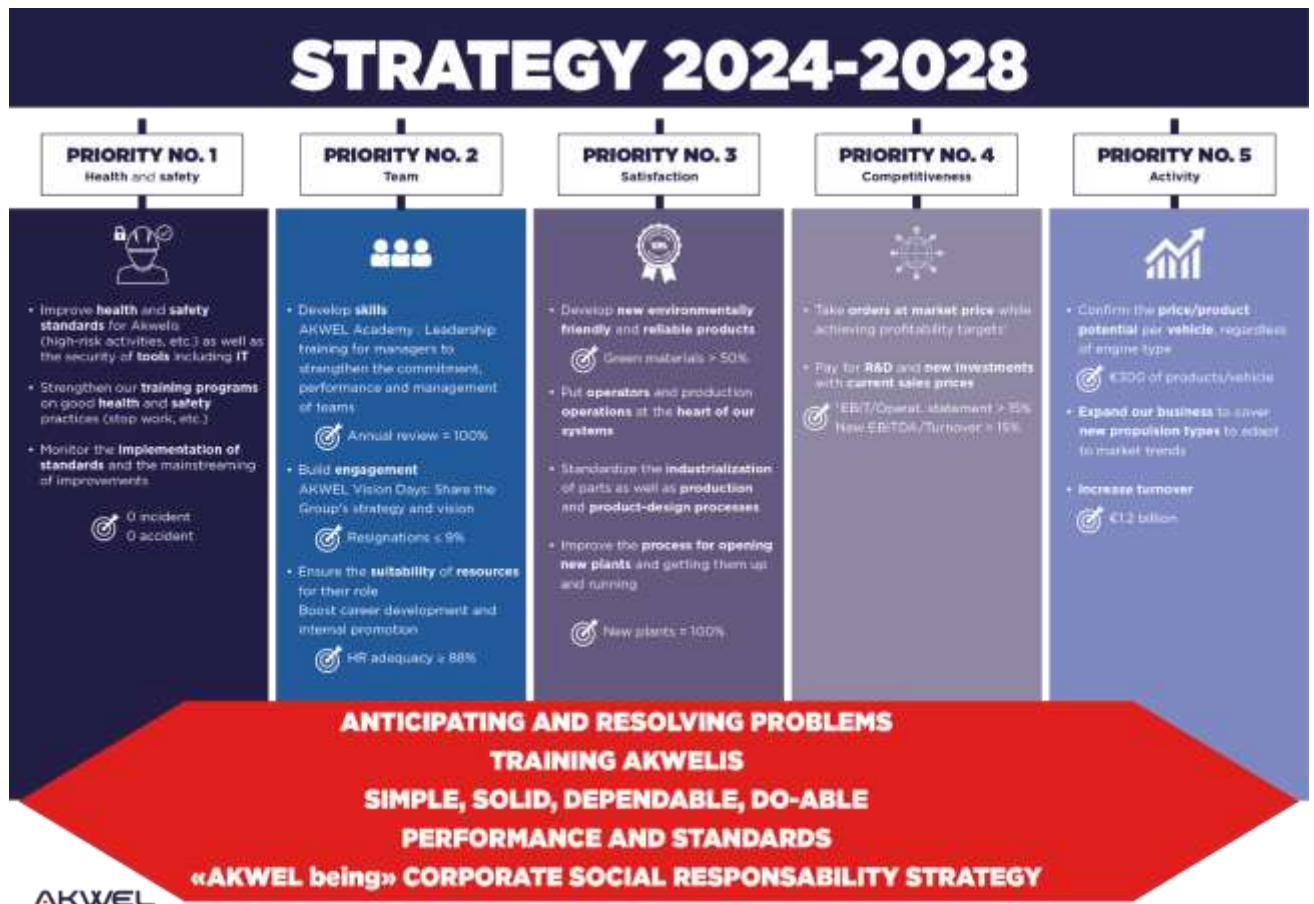 STRATEGY 2024-2028
PRIORITY NO. 1
Health and safety
• Improve health and safety
standards for Akwelis
(high-risk activities, etc.) as well as
the security of tools including IT
• Strengthen our training programs
on good health and safety
practices (stop work, etc.)
• Monitor the implementation of
standards and the mainstreaming
of improvements
0 incident
0 accident
PRIORITY NO. 2
Team
• Develop skills
AKWEL Academy : Leadership
training for managers to
strengthen the commitment,
performance and management
of teams
Annual review = 100%
• Build engagement
AKWEL Vision Days: Share the
Group's strategy and vision
Resignations ≤ 9%
• Ensure the suitability of resources
for their role
Boost career development and
internal promotion
HR adequacy ≥ 88%
PRIORITY NO. 3
Satisfaction
• Develop new environmentally
friendly and reliable products
Green materials > 50%
• Put operators and production
operations at the heart of our
systems
• Standardize the industrialization
of parts as well as production
and product-design processes
• Improve the process for opening
new plants and getting them up
and running
New plants = 100%
PRIORITY NO. 4
Competitiveness
• Take orders at market price while
achieving profitability targets¹
• Pay for R&D and new investments
with current sales prices
¹ EBIT/Operat. statement > 15%
New EBITDA/Turnover > 15%
PRIORITY NO. 5
Activity
• Confirm the price/product
potential per vehicle, regardless
of engine type
€300 of products/vehicle
• Expand our business to cover
new propulsion types to adapt
to market trends
• Increase turnover
€1.2 billion
ANTICIPATING AND RESOLVING PROBLEMS
TRAINING AKWELIS
SIMPLE, SOLID, DEPENDABLE, DO-ABLE
PERFORMANCE AND STANDARDS
«AKWEL being» CORPORATE SOCIAL RESPONSABILITY STRATEGY
AKWEL